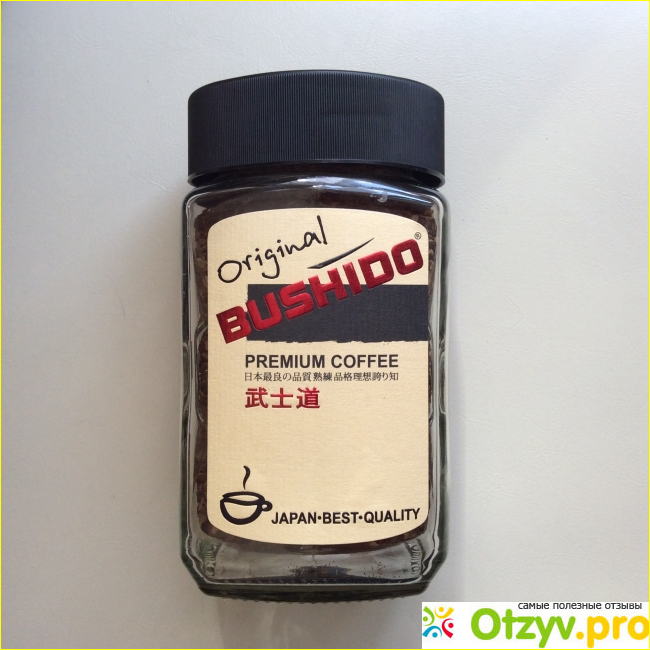 Original
BUSHIDO®
PREMIUM COFFEE
日本最良の品質熟練品格理想誇り知
武士道
JAPAN•BEST•QUALITY
самые полезные отзывы
Otzyv.pro